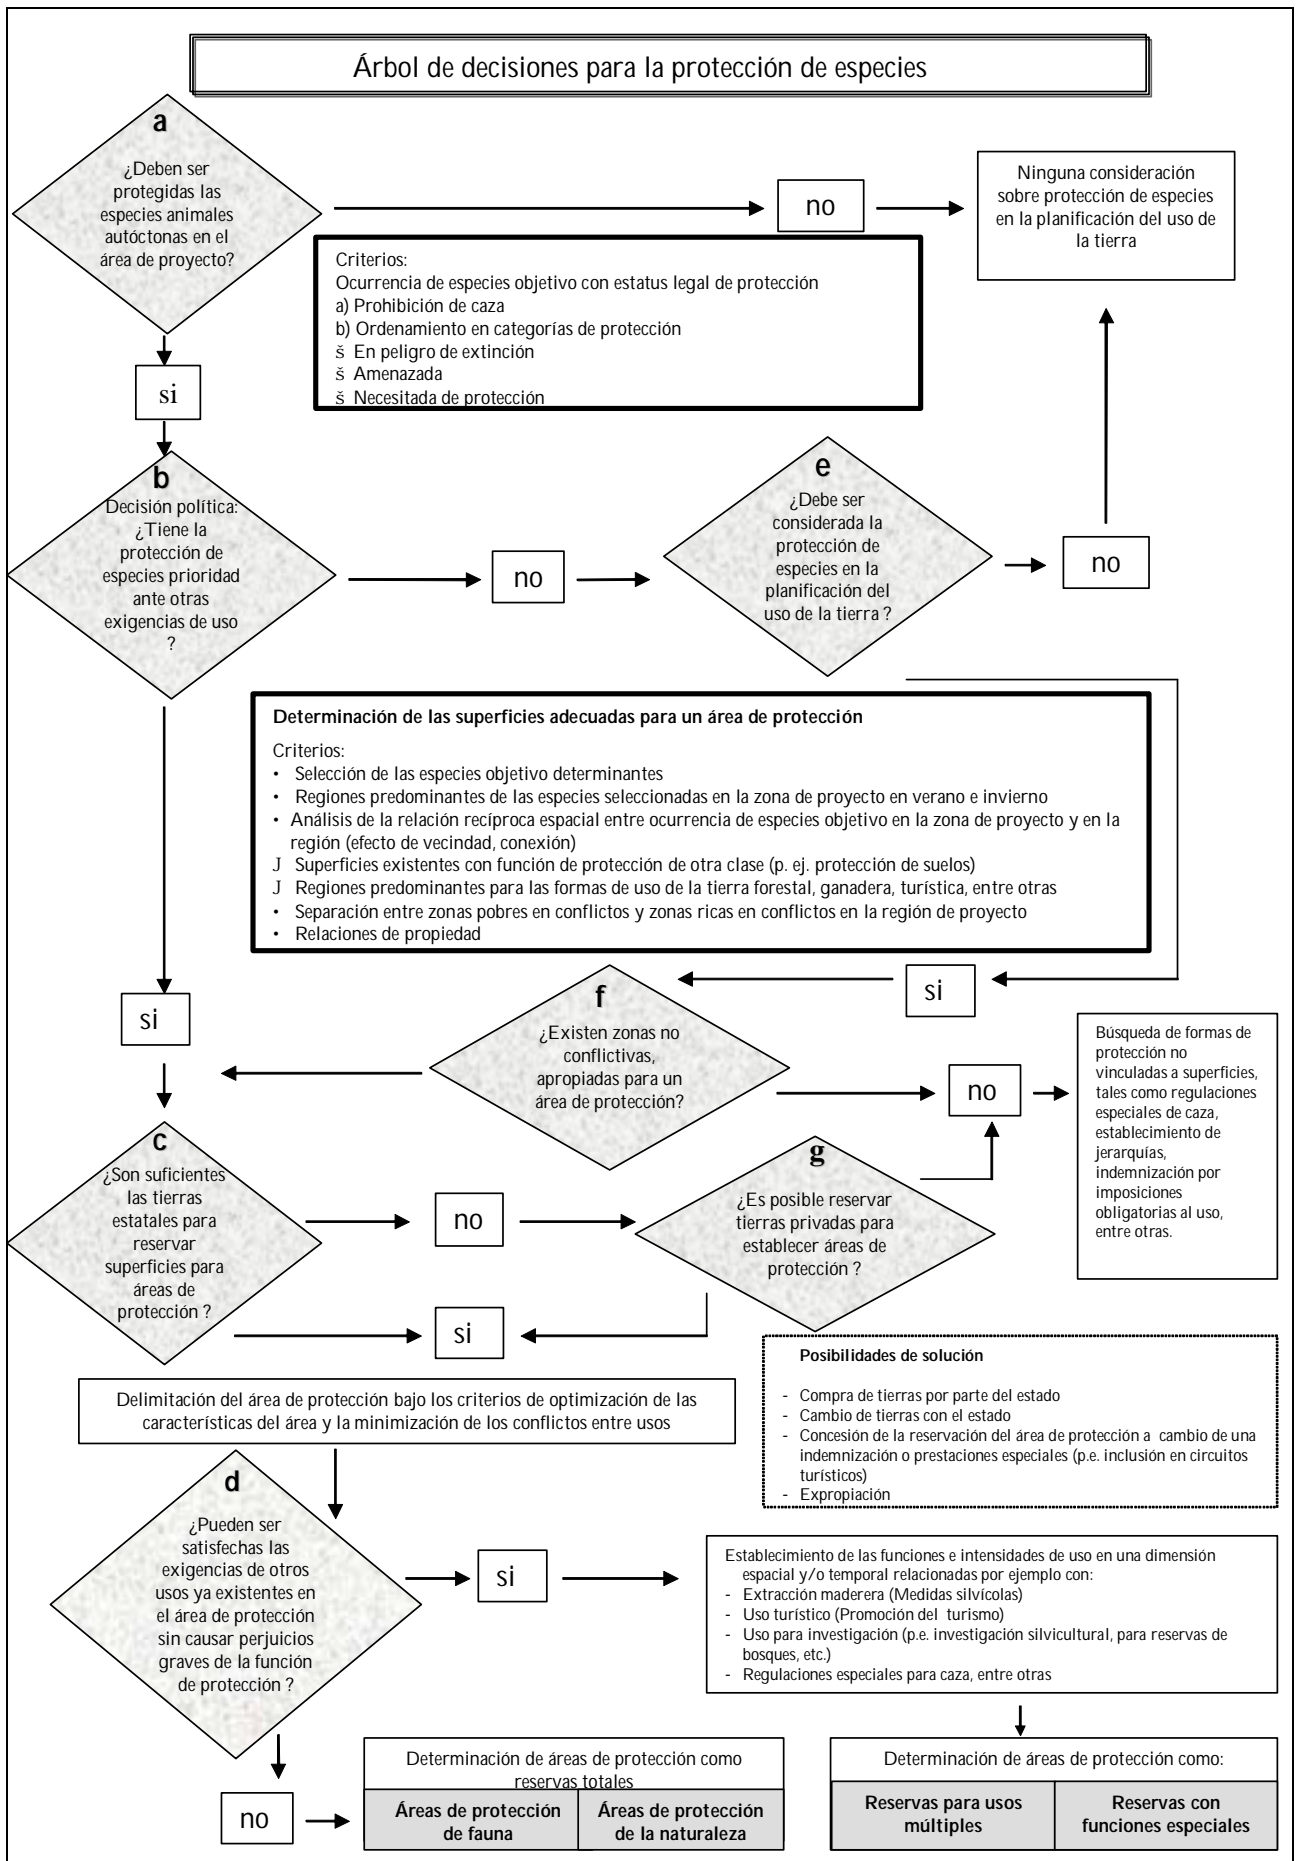 Árbol de decisiones para la protección de especies
a
¿Deben ser
protegidas las
especies animales
autóctonas en el
área de proyecto?
no
Ninguna consideración
sobre protección de especies
en la planificación del uso de
la tierra
Criterios:
Ocurrencia de especies objetivo con estatus legal de protección
a) Prohibición de caza
b) Ordenamiento en categorías de protección
š En peligro de extinción
š Amenazada
š Necesitada de protección
si
b
Decisión política:
¿Tiene la
protección de
especies prioridad
ante otras
exigencias de uso
?
no
e
¿Debe ser
considerada la
protección de
especies en la
planificación del
uso de la tierra ?
no
Determinación de las superficies adecuadas para un área de protección
Criterios:
• Selección de las especies objetivo determinantes
• Regiones predominantes de las especies seleccionadas en la zona de proyecto en verano e invierno
• Análisis de la relación recíproca espacial entre ocurrencia de especies objetivo en la zona de proyecto y en la
región (efecto de vecindad, conexión)
J Superficies existentes con función de protección de otra clase (p. ej. protección de suelos)
J Regiones predominantes para las formas de uso de la tierra forestal, ganadera, turística, entre otras
• Separación entre zonas pobres en conflictos y zonas ricas en conflictos en la región de proyecto
• Relaciones de propiedad
si
si
f
¿Existen zonas no
conflictivas,
apropiadas para un
área de protección?
no
Búsqueda de formas de
protección no
vinculadas a superficies,
tales como regulaciones
especiales de caza,
establecimiento de
jerarquías,
indemnización por
imposiciones
obligatorias al uso,
entre otras.
c
¿Son suficientes
las tierras
estatales para
reservar
superficies para
áreas de
protección ?
no
g
¿Es posible reservar
tierras privadas para
establecer áreas de
protección ?
si
Posibilidades de solución
- Compra de tierras por parte del estado
- Cambio de tierras con el estado
- Concesión de la reservación del área de protección a cambio de una
indemnización o prestaciones especiales (p.e. inclusión en circuitos
turísticos)
- Expropiación
Delimitación del área de protección bajo los criterios de optimización de las
características del área y la minimización de los conflictos entre usos
d
¿Pueden ser
satisfechas las
exigencias de otros
usos ya existentes en
el área de protección
sin causar perjuicios
graves de la función
de protección ?
si
Establecimiento de las funciones e intensidades de uso en una dimensión
espacial y/o temporal relacionadas por ejemplo con:
- Extracción maderera (Medidas silvícolas)
- Uso turístico (Promoción del turismo)
- Uso para investigación (p.e. investigación silvicultural, para reservas de
bosques, etc.)
- Regulaciones especiales para caza, entre otras
no
Determinación de áreas de protección como
reservas totales
Áreas de protección
de fauna
Áreas de protección
de la naturaleza
Determinación de áreas de protección como:
Reservas para usos
múltiples
Reservas con
funciones especiales